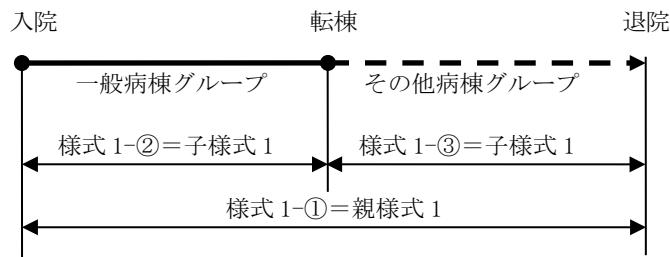 入院 転棟 退院
一般病棟グループ その他病棟グループ
様式 1-②＝子様式 1 様式 1-③＝子様式 1
様式 1-①＝親様式 1